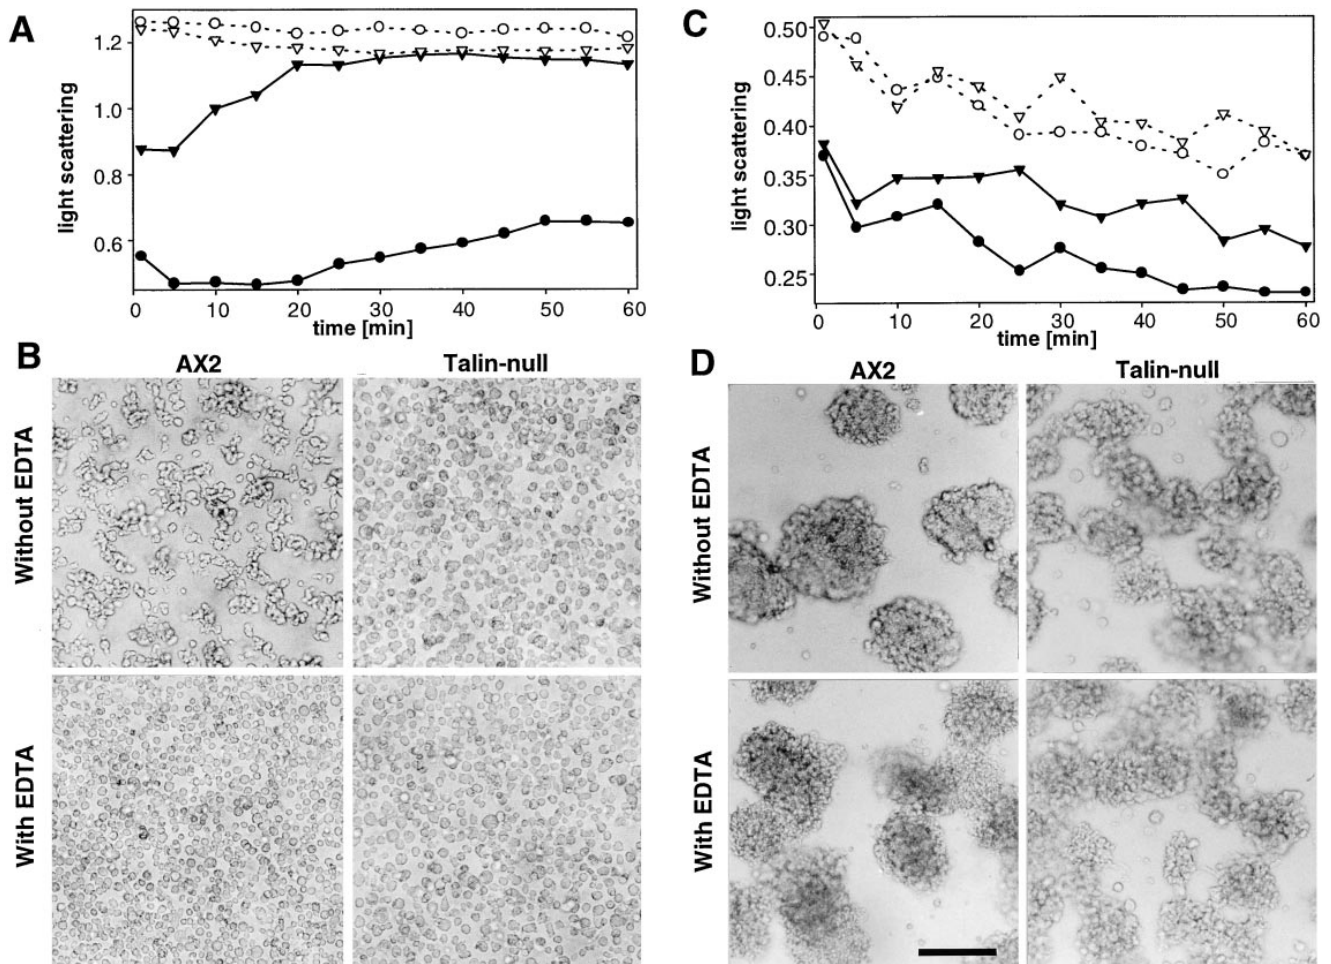 A
light scattering
1.2
1.0
0.8
0.6
0 10 20 30 40 50 60
time [min]
C
light scattering
0.50
0.45
0.40
0.35
0.30
0.25
0 10 20 30 40 50 60
time [min]
B
AX2 Talin-null
Without EDTA
With EDTA
D
AX2 Talin-null
Without EDTA
With EDTA